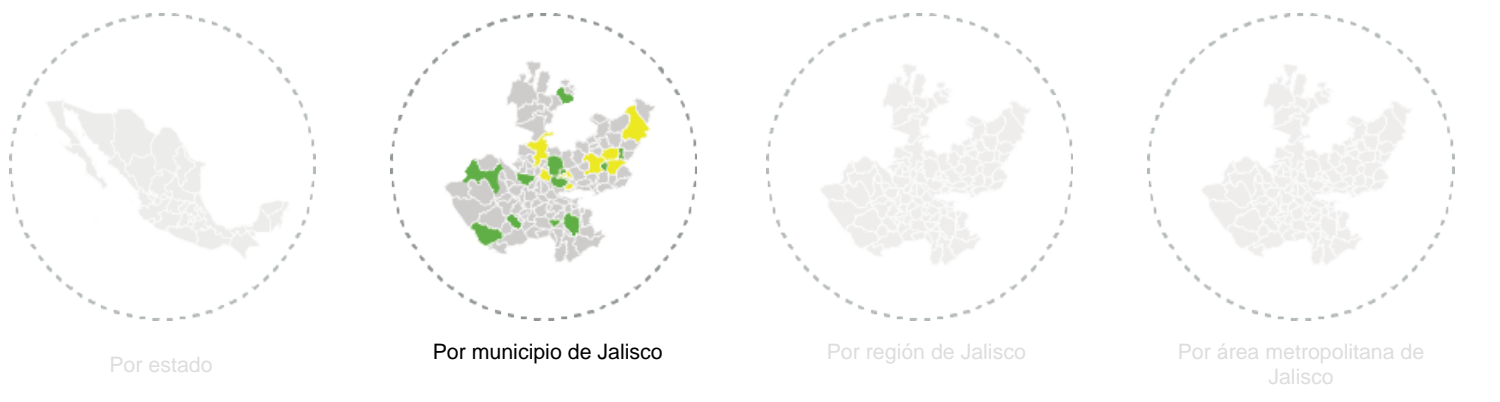 Por estado
Por municipio de Jalisco
Por región de Jalisco
Por área metropolitana de
Jalisco